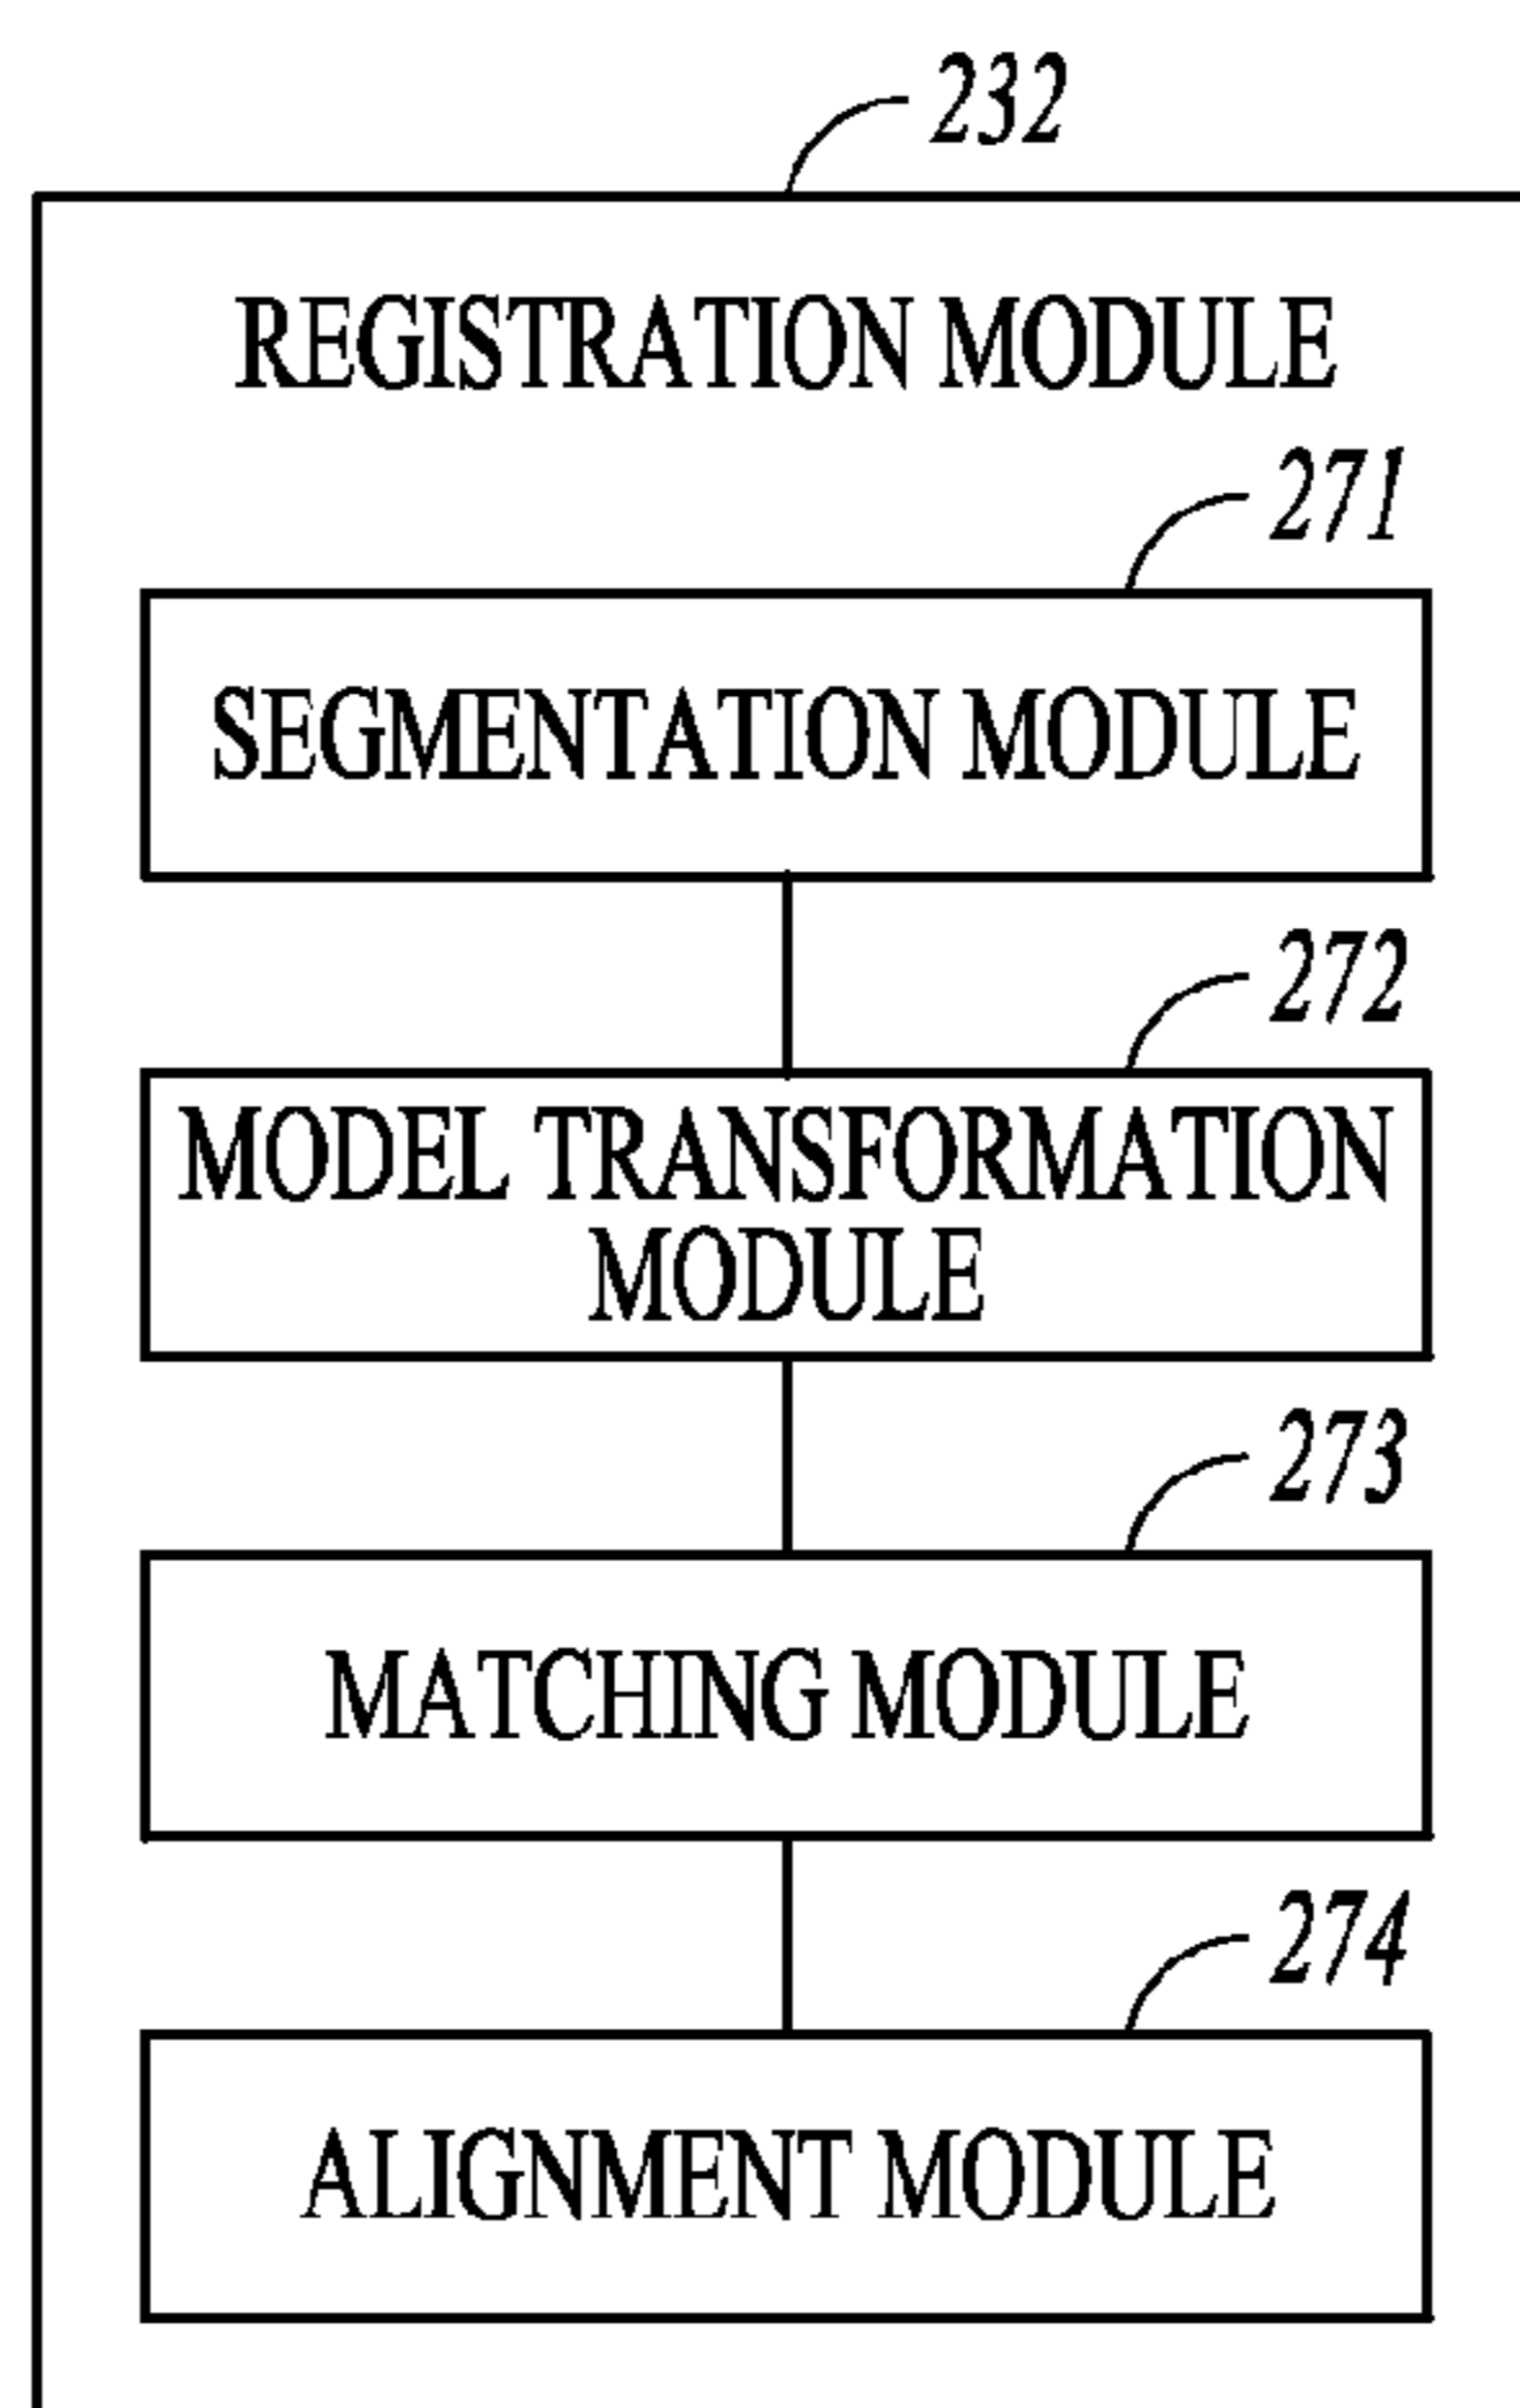 232
REGISTRATION MODULE
271
SEGMENTATION MODULE
272
MODEL TRANSFORMATION
MODULE
273
MATCHING MODULE
274
ALIGNMENT MODULE